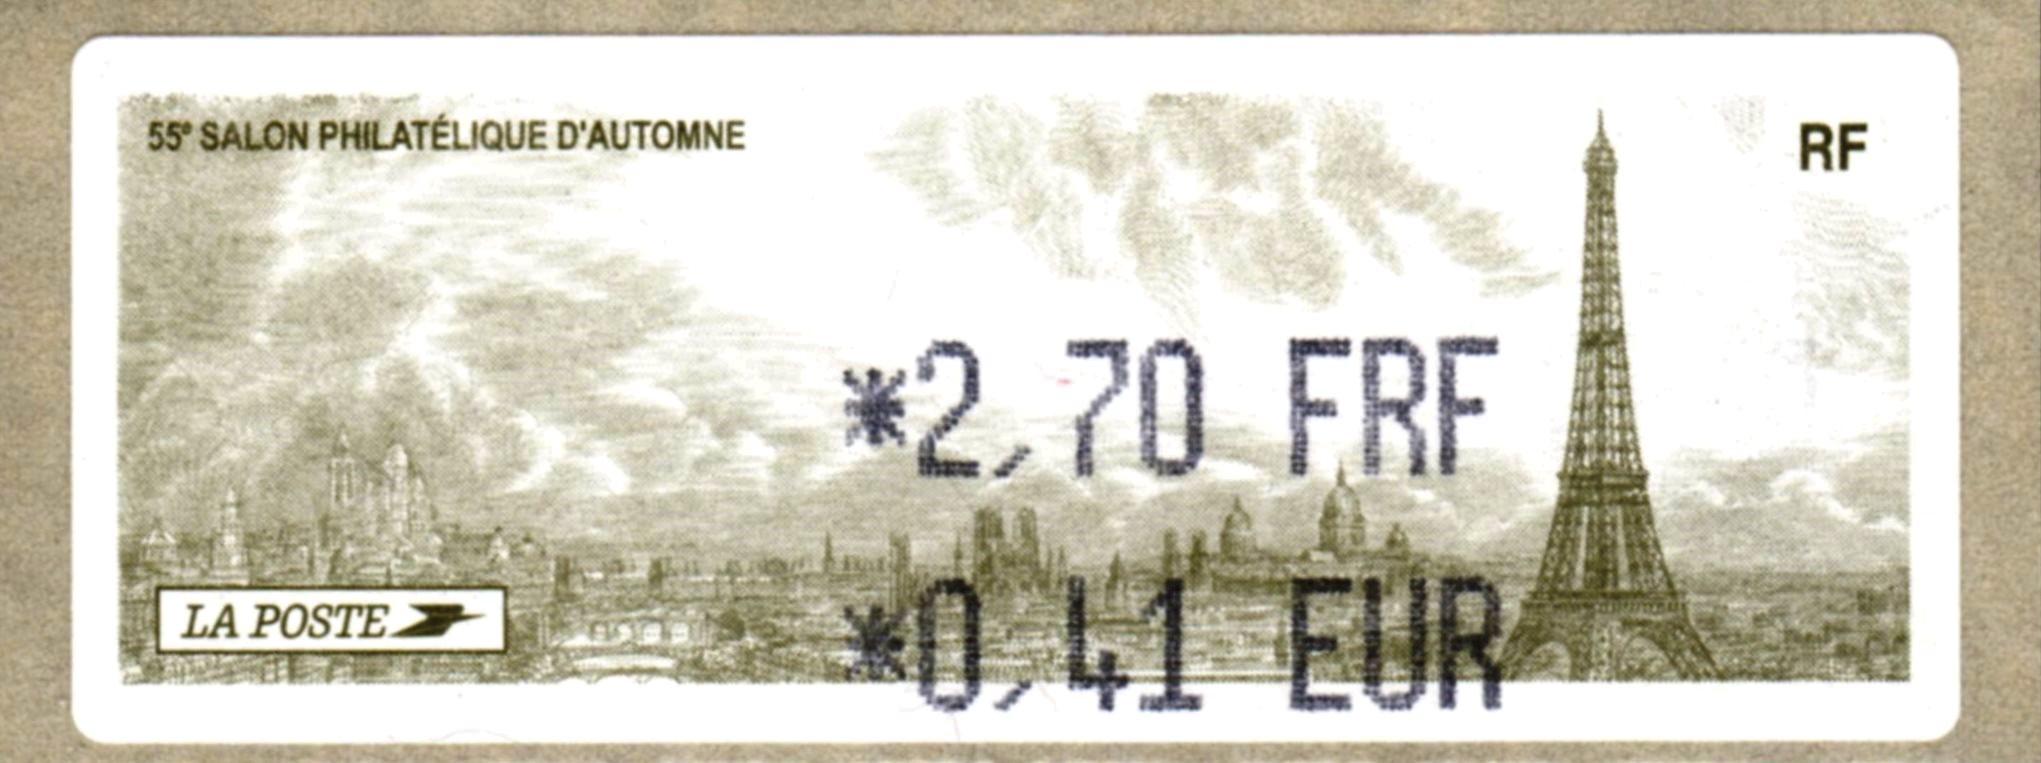 55e SALON PHILATÉLIQUE D'AUTOMNE
RF
*2,70 FRF
*0,41 EUR
LA POSTE